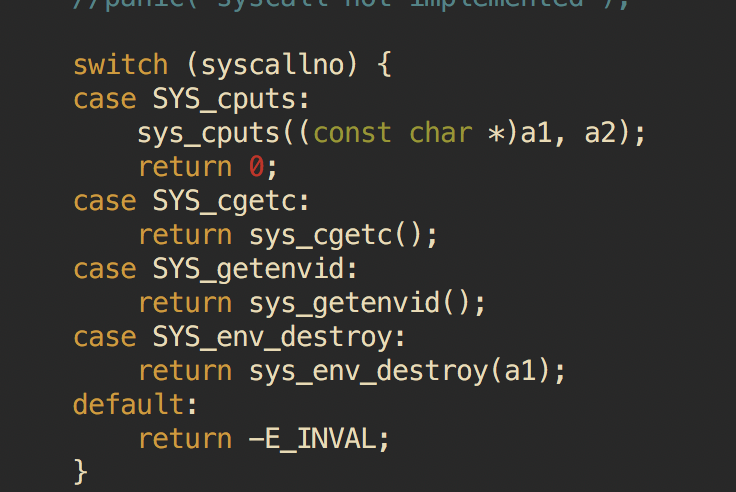 //panic("syscall not implemented");
switch (syscallno) {
case SYS_cputs:
    sys_cputs((const char *)a1, a2);
    return 0;
case SYS_cgetc:
    return sys_cgetc();
case SYS_getenvid:
    return sys_getenvid();
case SYS_env_destroy:
    return sys_env_destroy(a1);
default:
    return -E_INVAL;
}